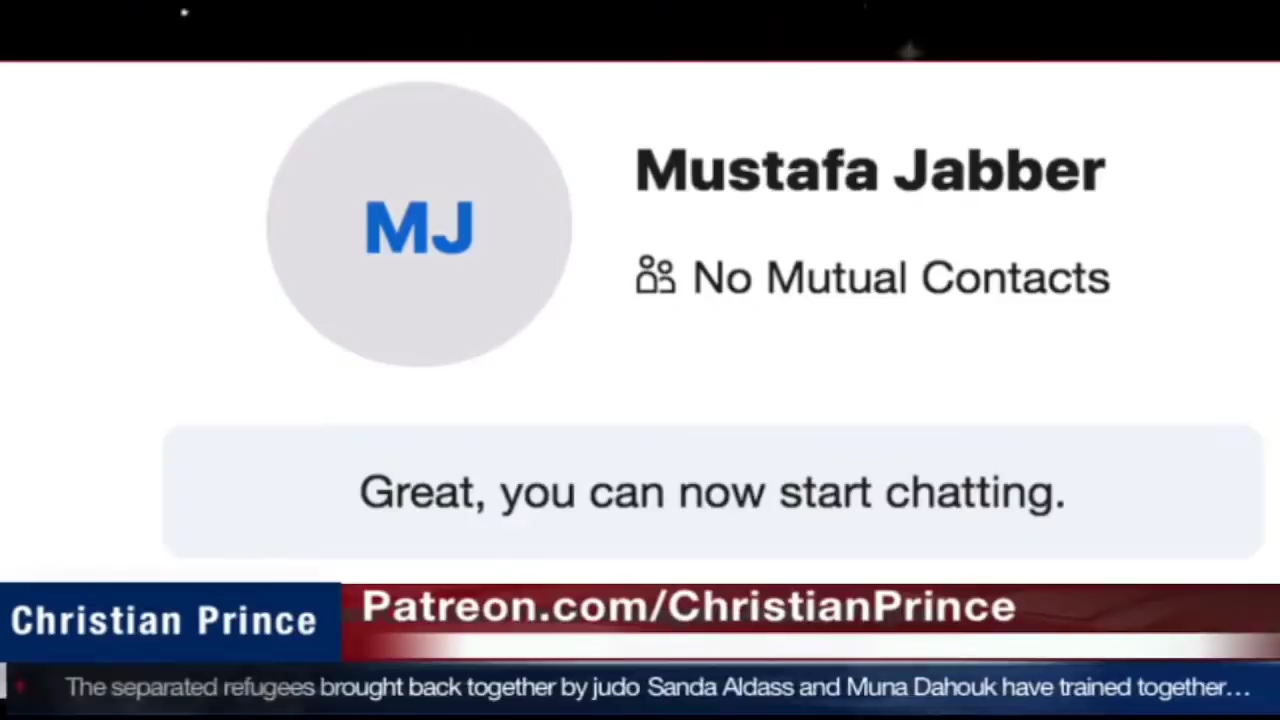 Mustafa Jabber
MJ
No Mutual Contacts
Great, you can now start chatting.
Patreon.com/ChristianPrince
Christian Prince
The separated refugees brought back together by judo Sanda Aldass and Muna Dahouk have trained together…